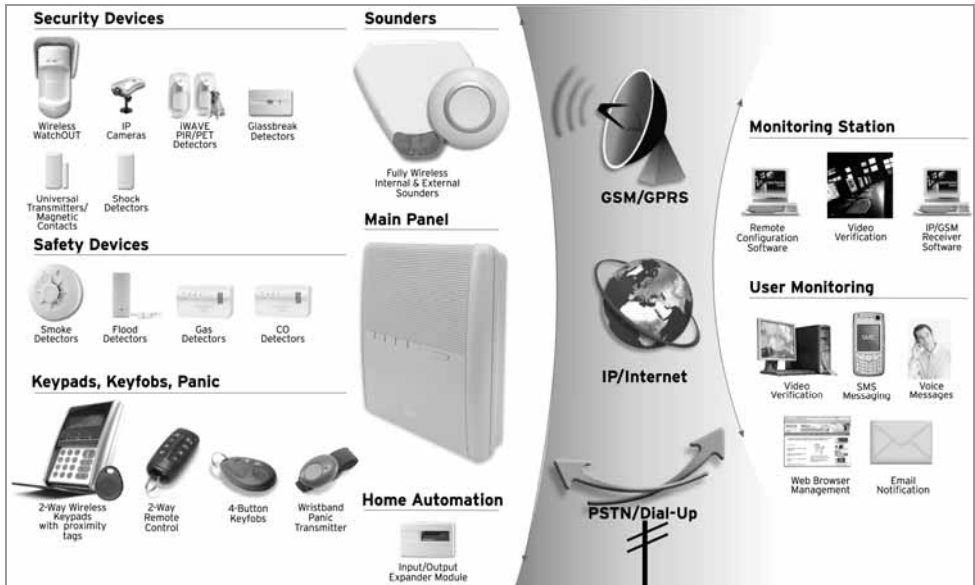 Security Devices
Wireless
WatchOUT
IP
Cameras
iWAVE
PIR/PET
Detectors
Glassbreak
Detectors
Universal
Transmitters/
Magnetic
Contacts
Shock
Detectors
Safety Devices
Smoke
Detectors
Flood
Detectors
Gas
Detectors
CO
Detectors
Keypads, Keyfobs, Panic
2-Way Wireless
Keypads
with proximity
tags
2-Way
Remote
Control
4-Button
Keyfobs
Wristband
Panic
Transmitter
Sounders
Fully Wireless
Internal & External
Sounders
Main Panel
Home Automation
Input/Output
Expander Module
GSM/GPRS
IP/Internet
PSTN/Dial-Up
Monitoring Station
Remote
Configuration
Software
Video
Verification
IP/GSM
Receiver
Software
User Monitoring
Video
Verification
SMS
Messaging
Voice
Messages
Web Browser
Management
Email
Notification